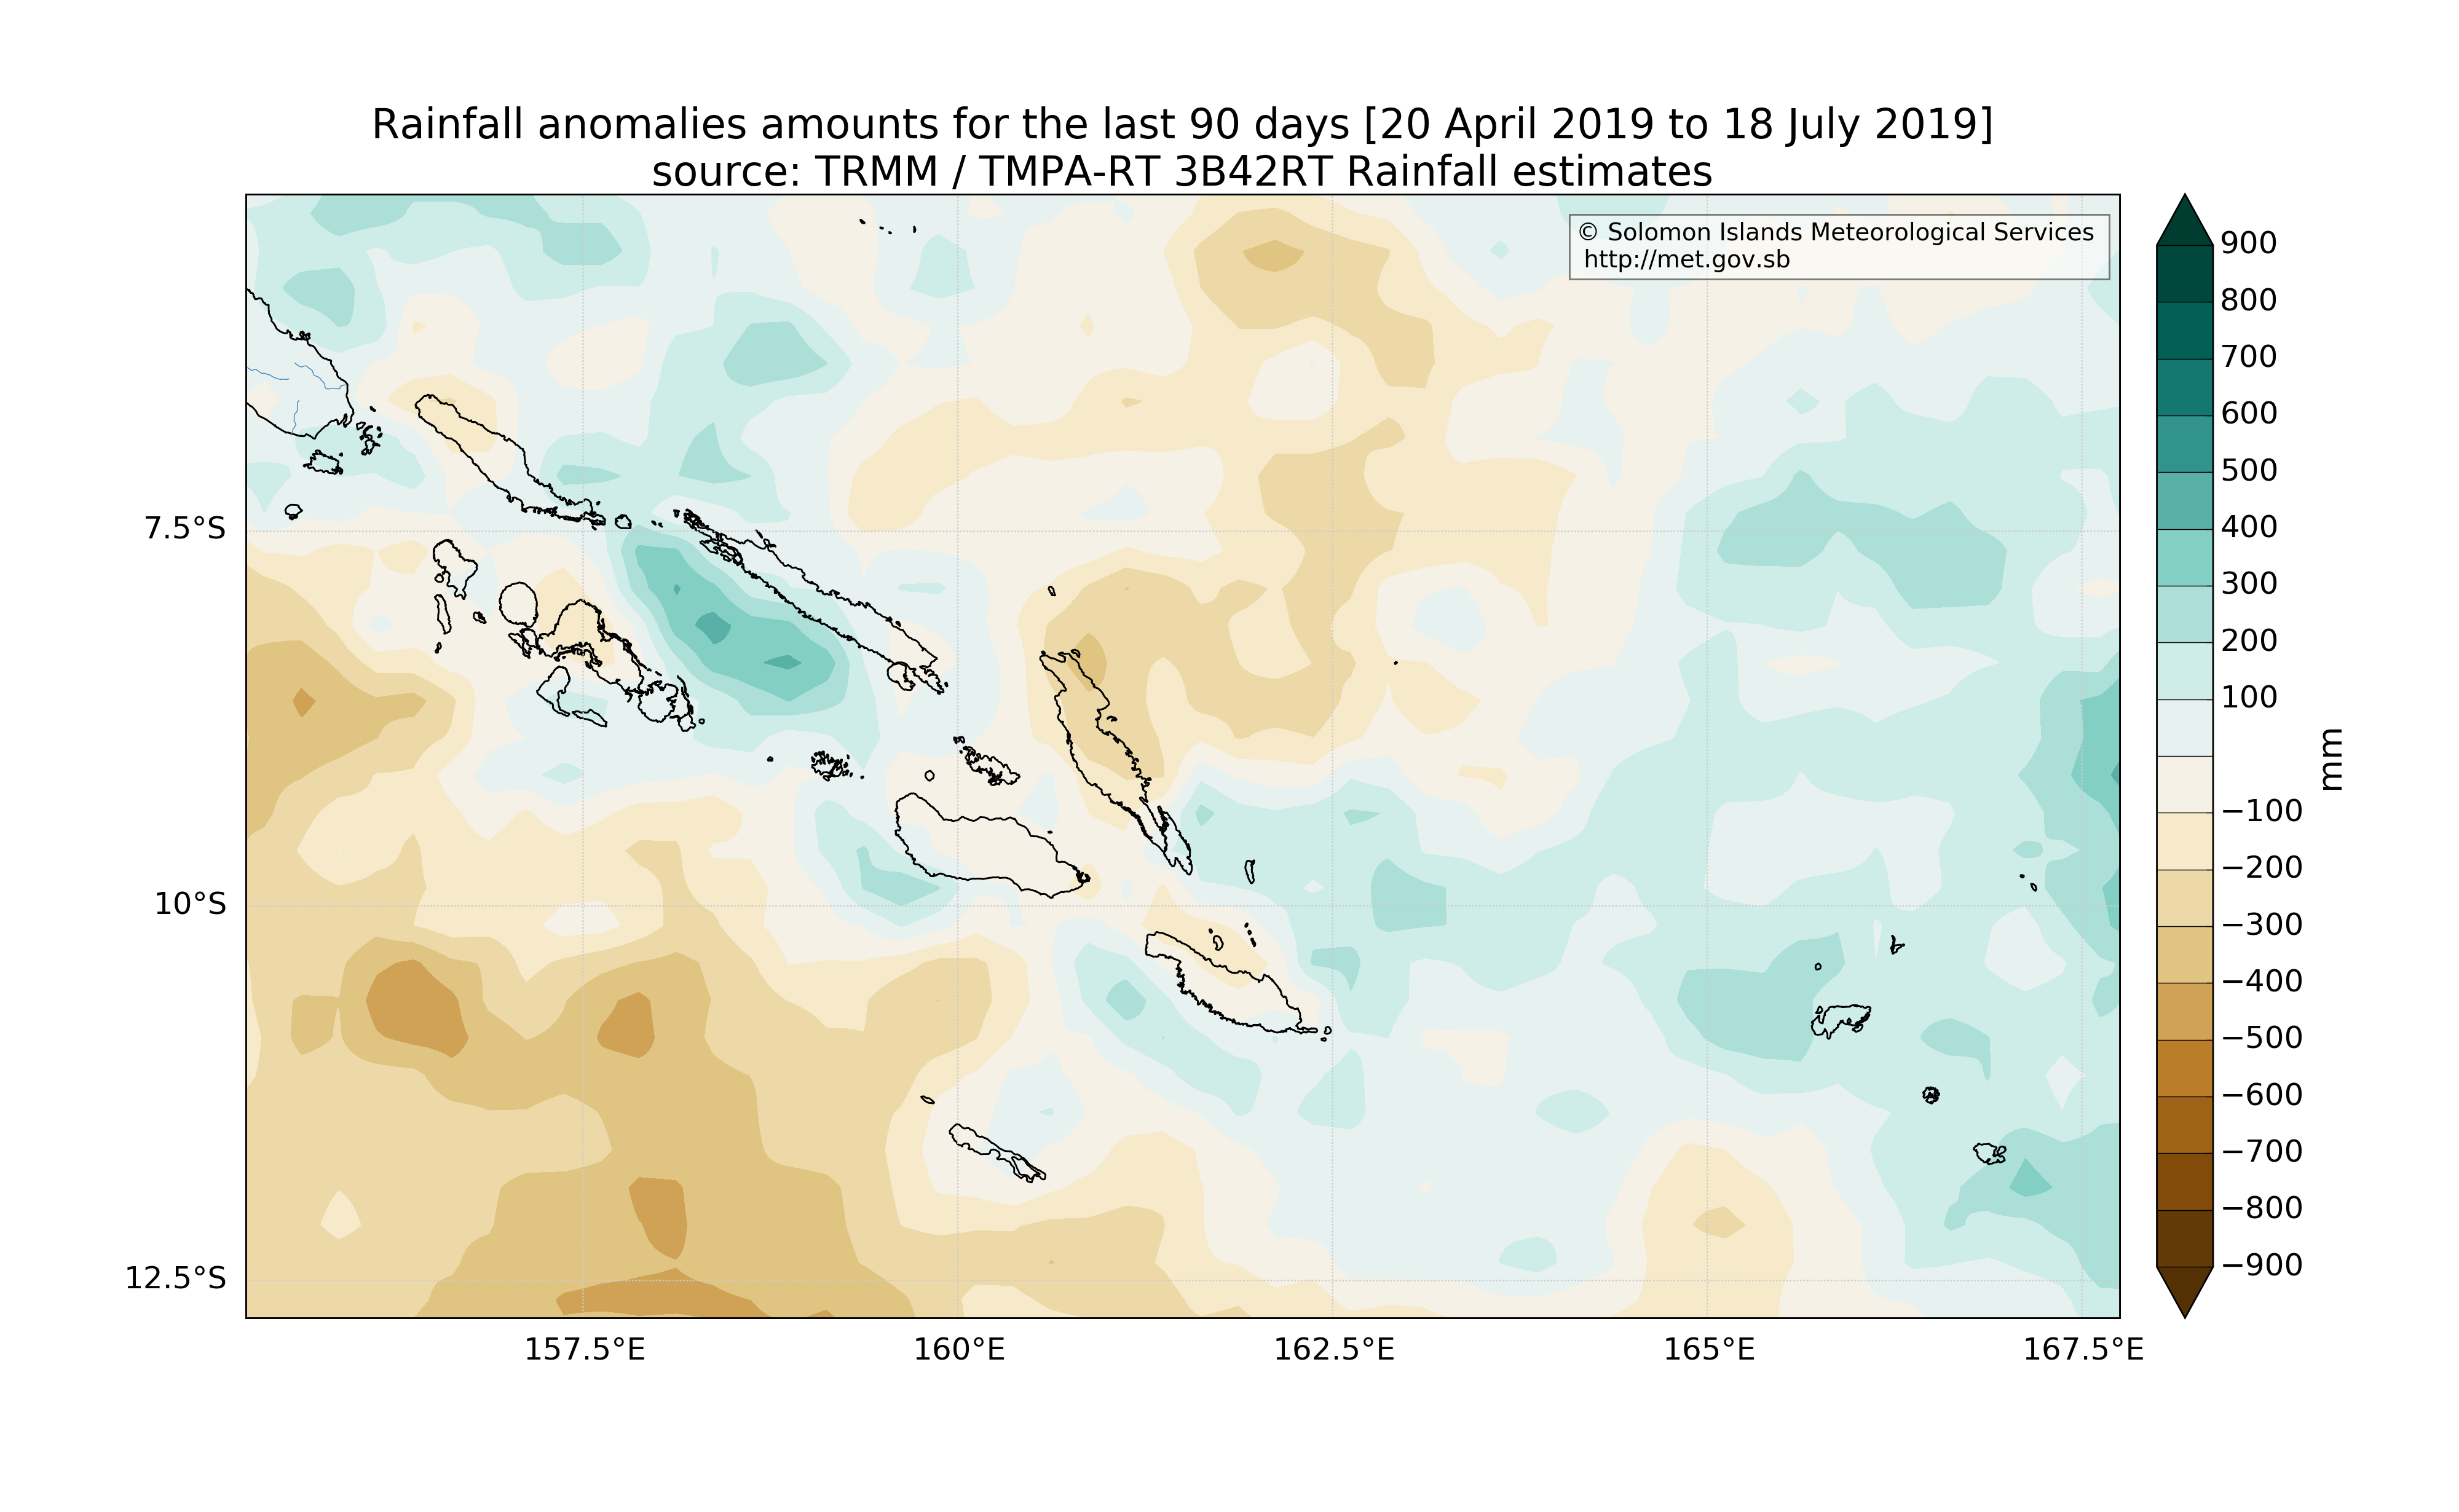 Rainfall anomalies amounts for the last 90 days [20 April 2019 to 18 July 2019]
source: TRMM / TMPA-RT 3B42RT Rainfall estimates
© Solomon Islands Meteorological Services
http://met.gov.sb
7.5°S
10°S
12.5°S
157.5°E
160°E
162.5°E
165°E
167.5°E
900
800
700
600
500
400
300
200
100
−100
−200
−300
−400
−500
−600
−700
−800
−900
mm